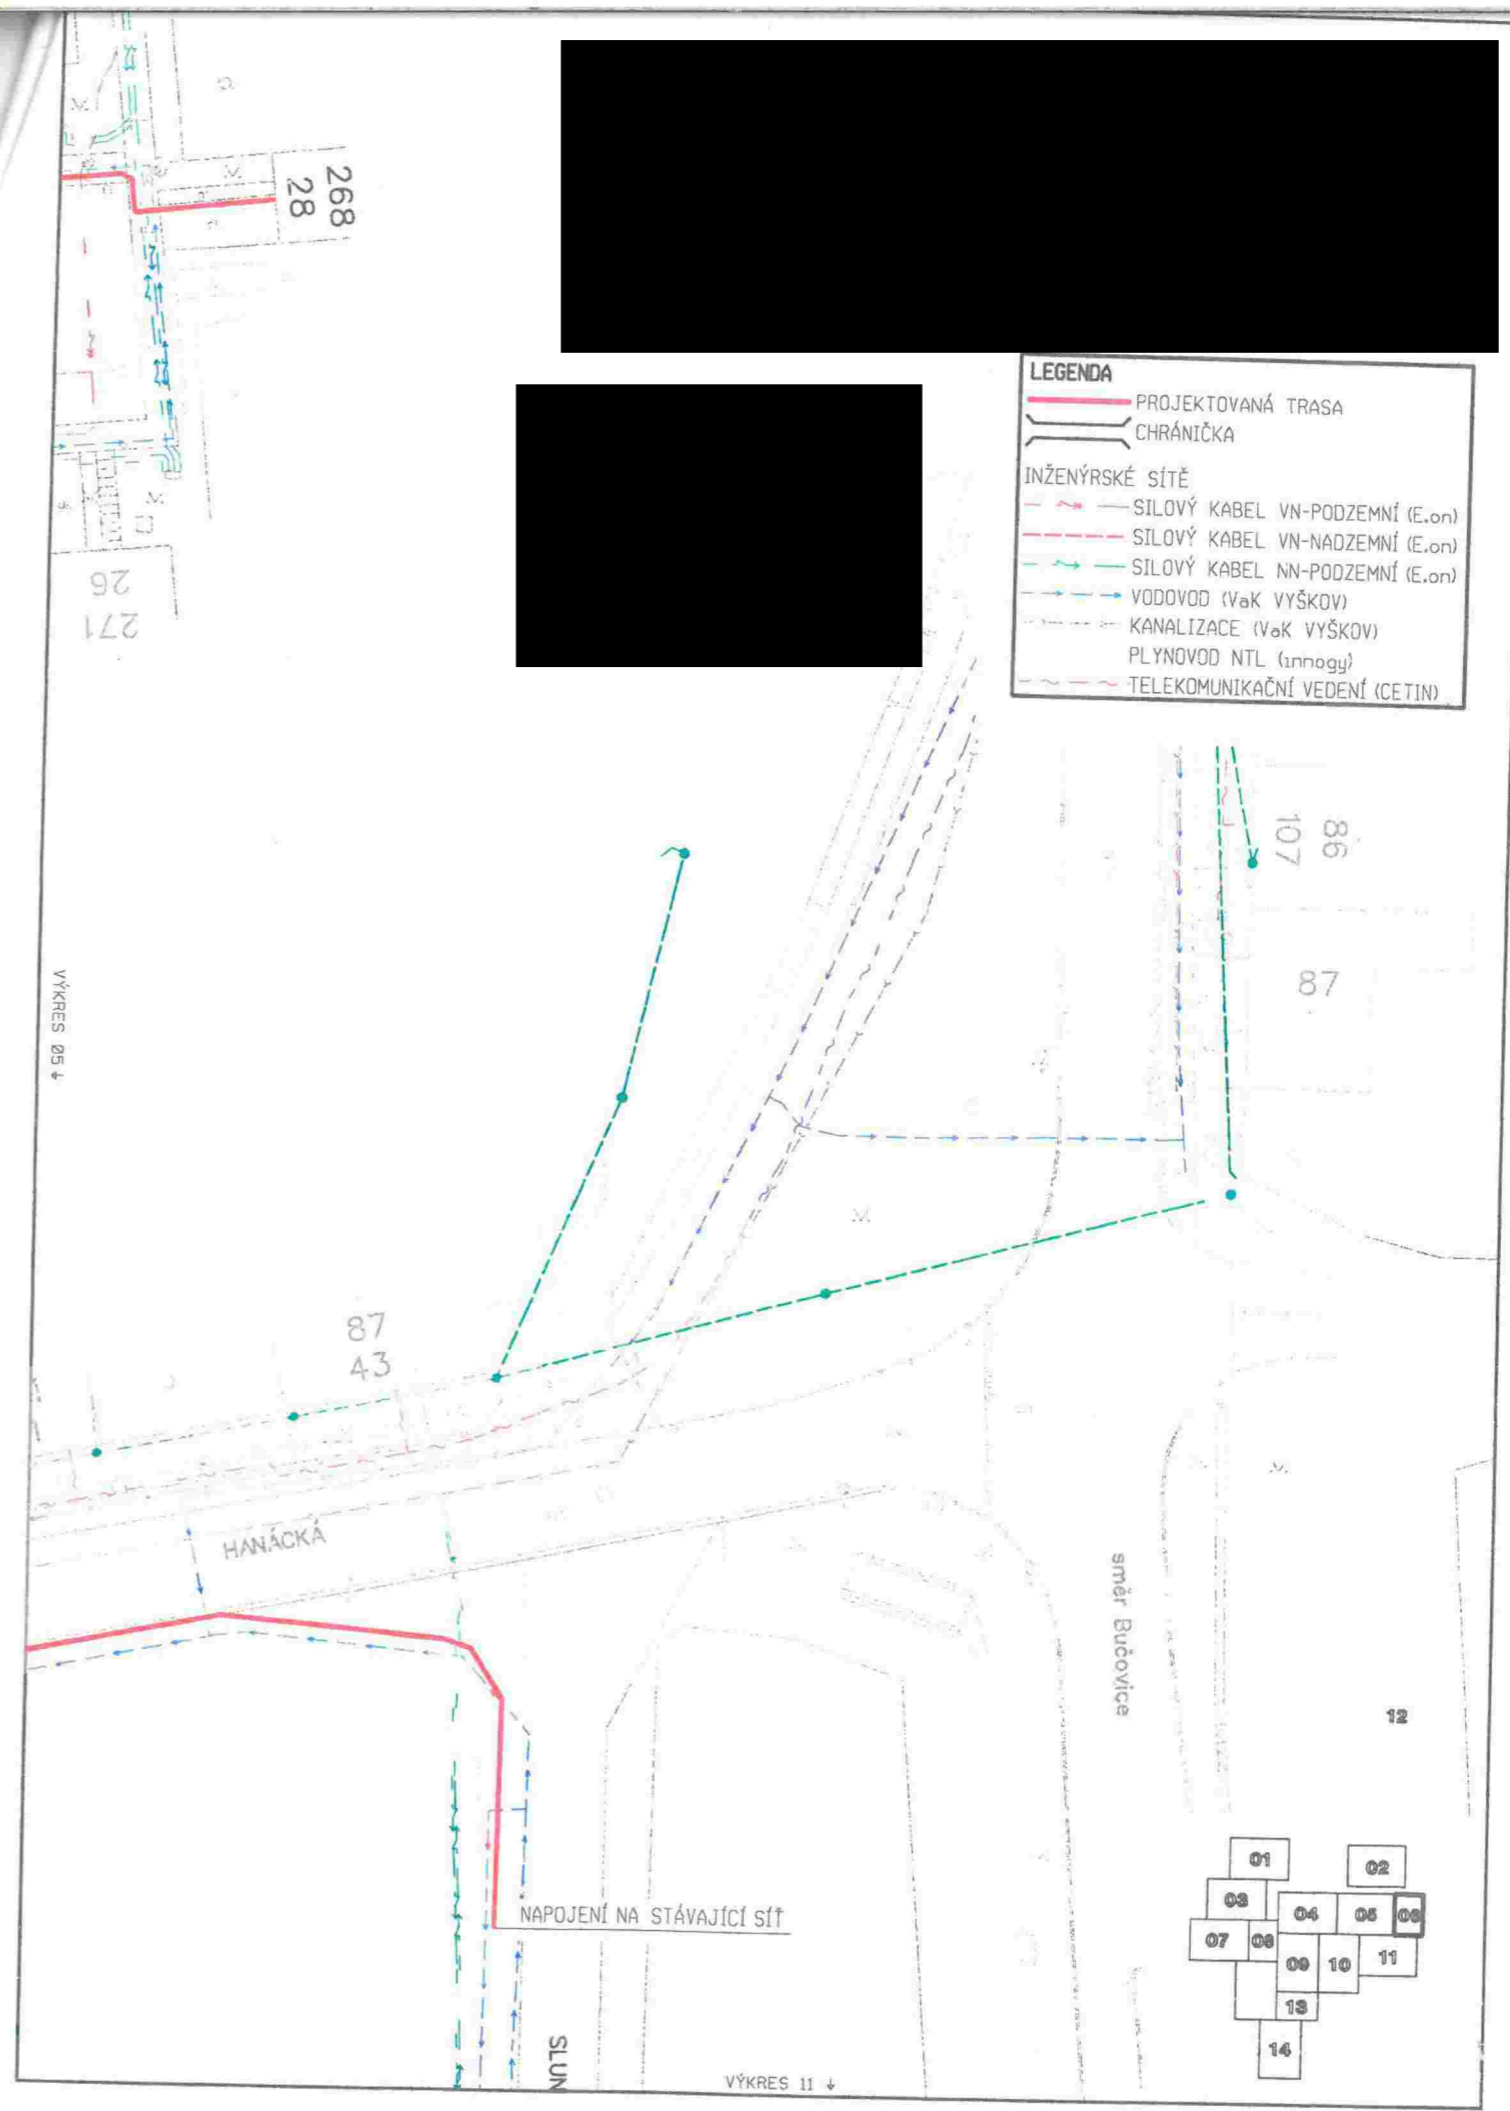 268
28
LEGENDA
PROJEKTOVANÁ TRASA
CHRÁNIČKA
INŽENÝRSKÉ SÍTĚ
SILOVÝ KABEL VN-PODZEMNÍ (E.on)
SILOVÝ KABEL VN-NADZEMNÍ (E.on)
SILOVÝ KABEL NN-PODZEMNÍ (E.on)
VODOVOD (VaK VYŠKOV)
KANALIZACE (VaK VYŠKOV)
PLYNOVOD NTL (innogy)
TELEKOMUNIKAČNÍ VEDENÍ (CETIN)
26
271
86
107
87
VÝKRES 05
87
43
HANÁCKÁ
směr Bučovice
12
NAPOJENÍ NA STÁVAJÍCÍ SÍŤ
SLUN
VÝKRES 11
01
02
03
04
05
06
07
08
09
10
11
13
14